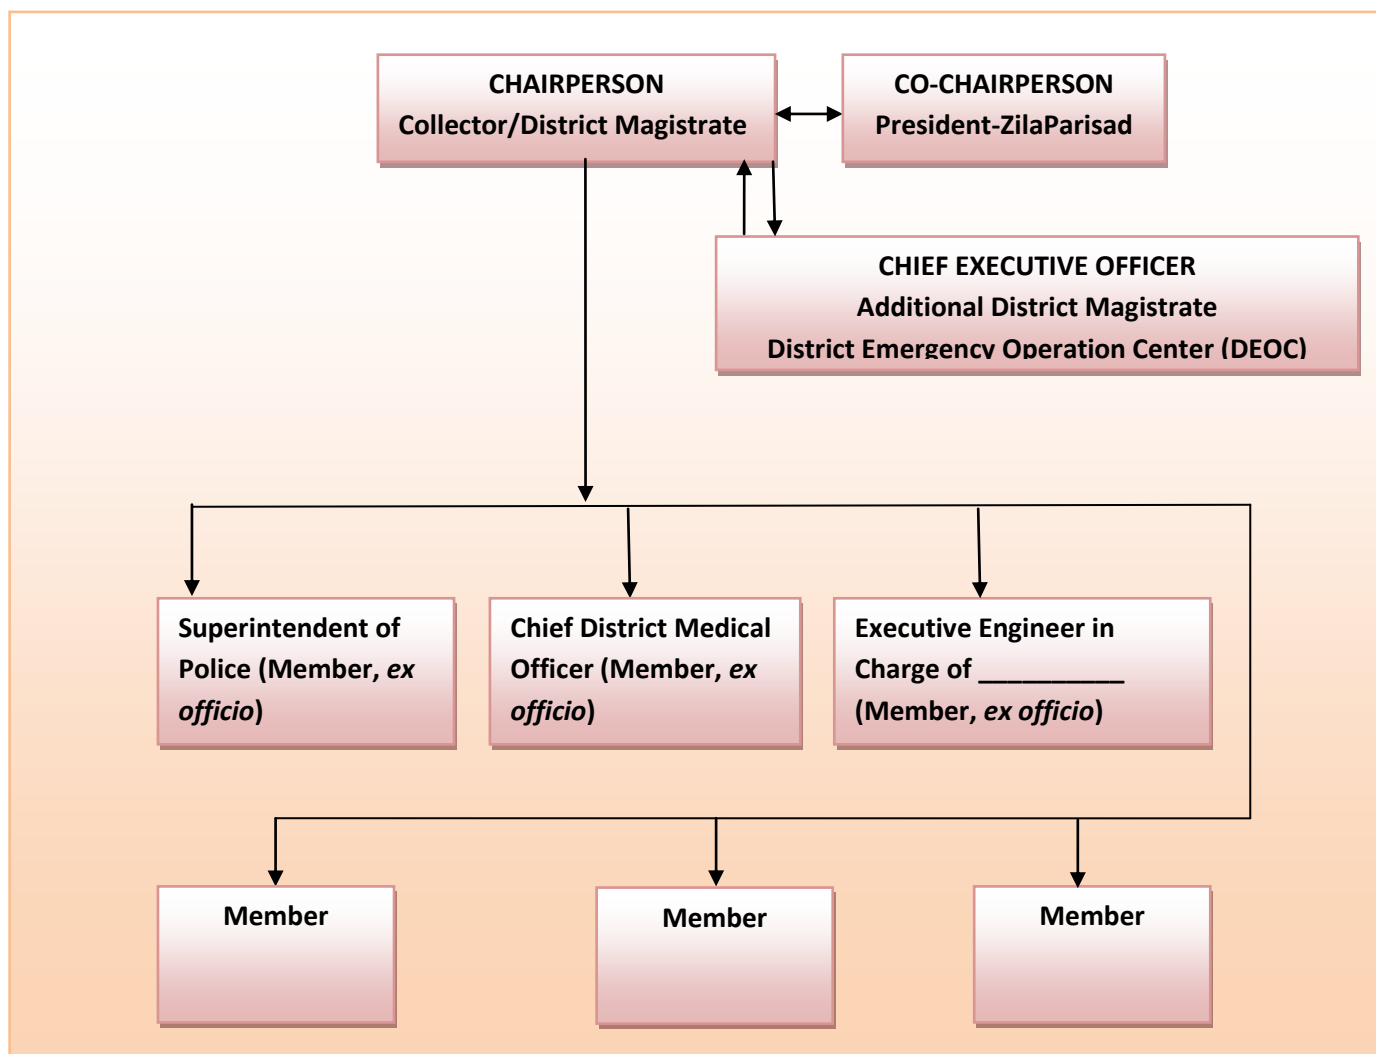 CHAIRPERSON
Collector/District Magistrate
CO-CHAIRPERSON
President-ZilaParisad
CHIEF EXECUTIVE OFFICER
Additional District Magistrate
District Emergency Operation Center (DEOC)
Superintendent of
Police (Member, ex
officio)
Chief District Medical
Officer (Member, ex
officio)
Executive Engineer in
Charge of __________
(Member, ex officio)
Member
Member
Member